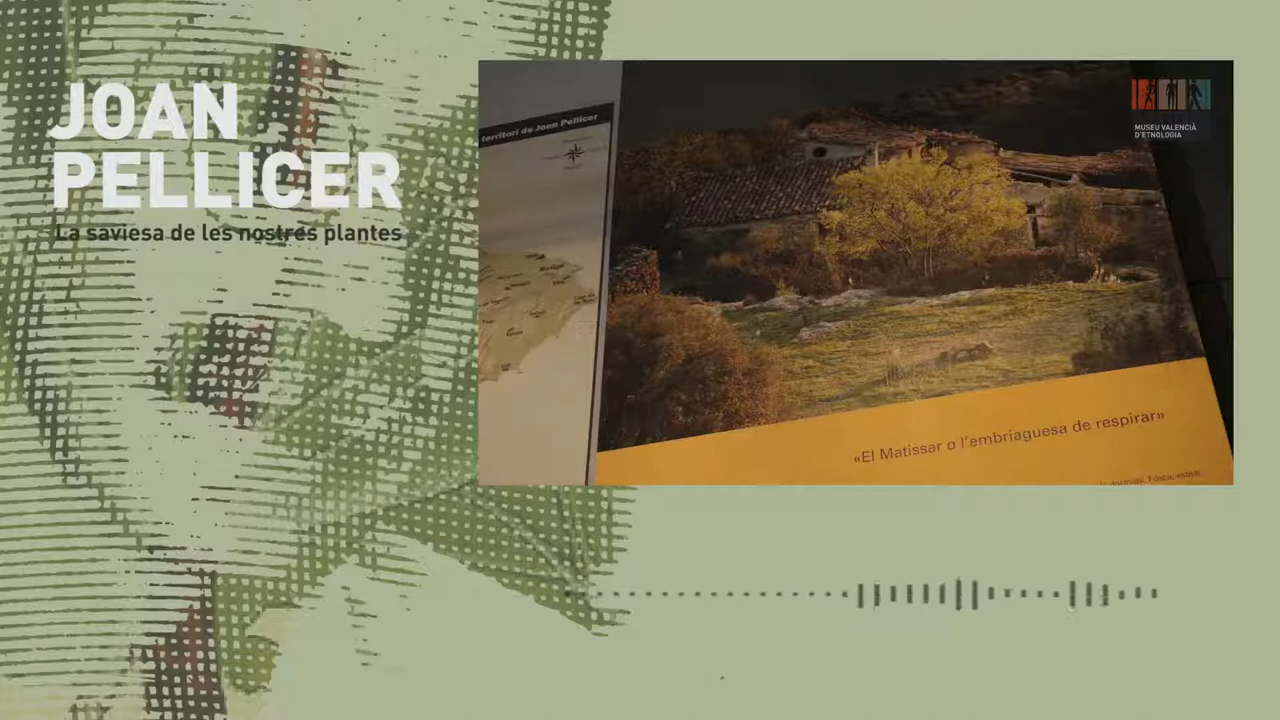 JOAN
PELLICER
La saviesa de les nostres plantes
territori de Joan Pellicer
MUSEU VALENCIÀ
D'ETNOLOGIA
«El Matissar o l'embriaguesa de respirar»